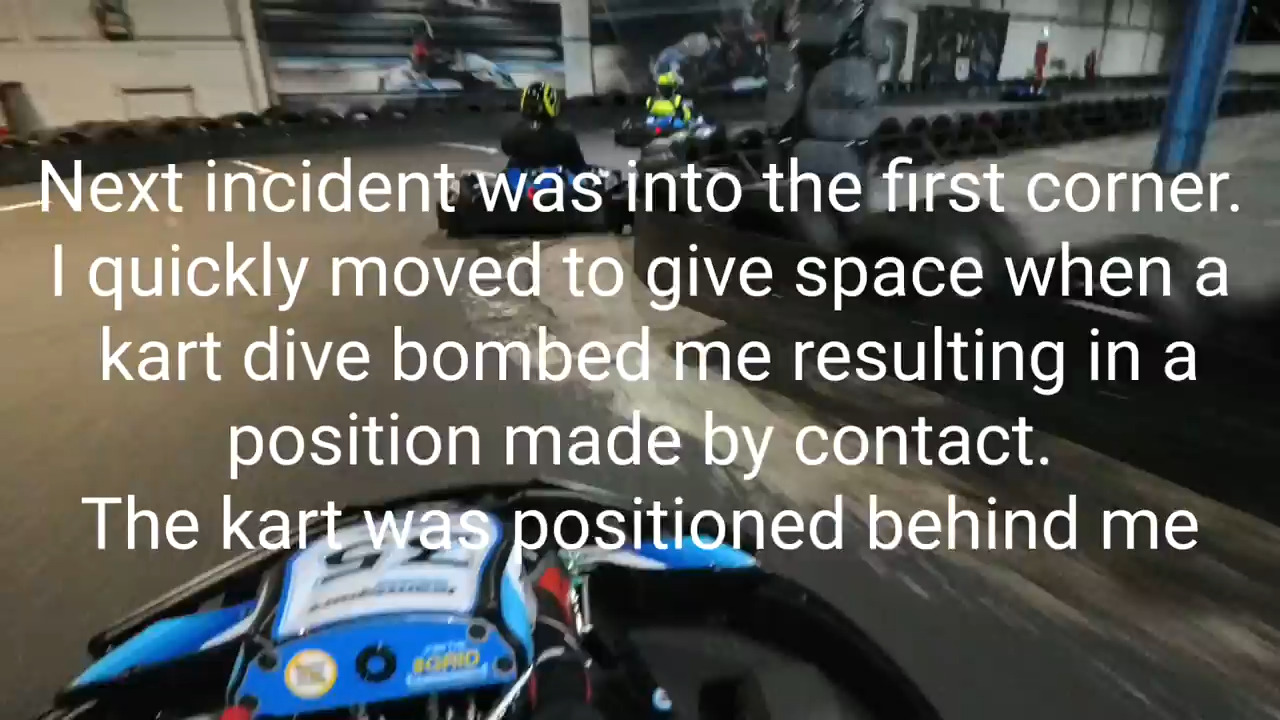 Next incident was into the first corner.
I quickly moved to give space when a
kart dive bombed me resulting in a
position made by contact.
The kart was positioned behind me